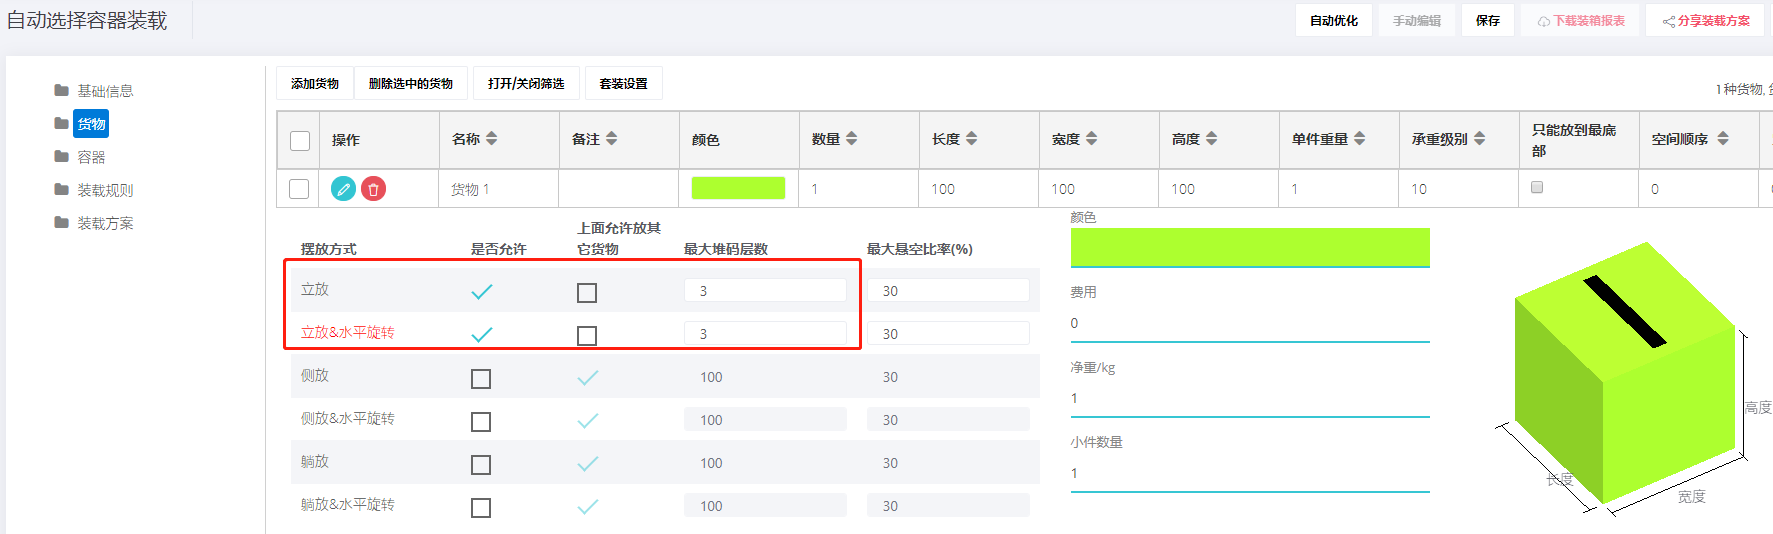 自动选择容器装载
自动优化 手动编辑 保存 下载装箱报表 分享装载方案
基础信息
货物
容器
装载规则
装载方案
添加货物 删除选中的货物 打开/关闭筛选 套装设置
1种货物,
操作 名称 备注 颜色 数量 长度 宽度 高度 单件重量 承重级别 只能放到最底部 空间顺序
货物 1 1 100 100 100 1 10 0
摆放方式 是否允许 上面允许放其它货物 最大堆码层数 最大悬空比率(%)
立放 3 30
立放&水平旋转 3 30
侧放 100 30
侧放&水平旋转 100 30
躺放 100 30
躺放&水平旋转 100 30
颜色
费用
0
净重/kg
1
小件数量
1
高度
长度
宽度